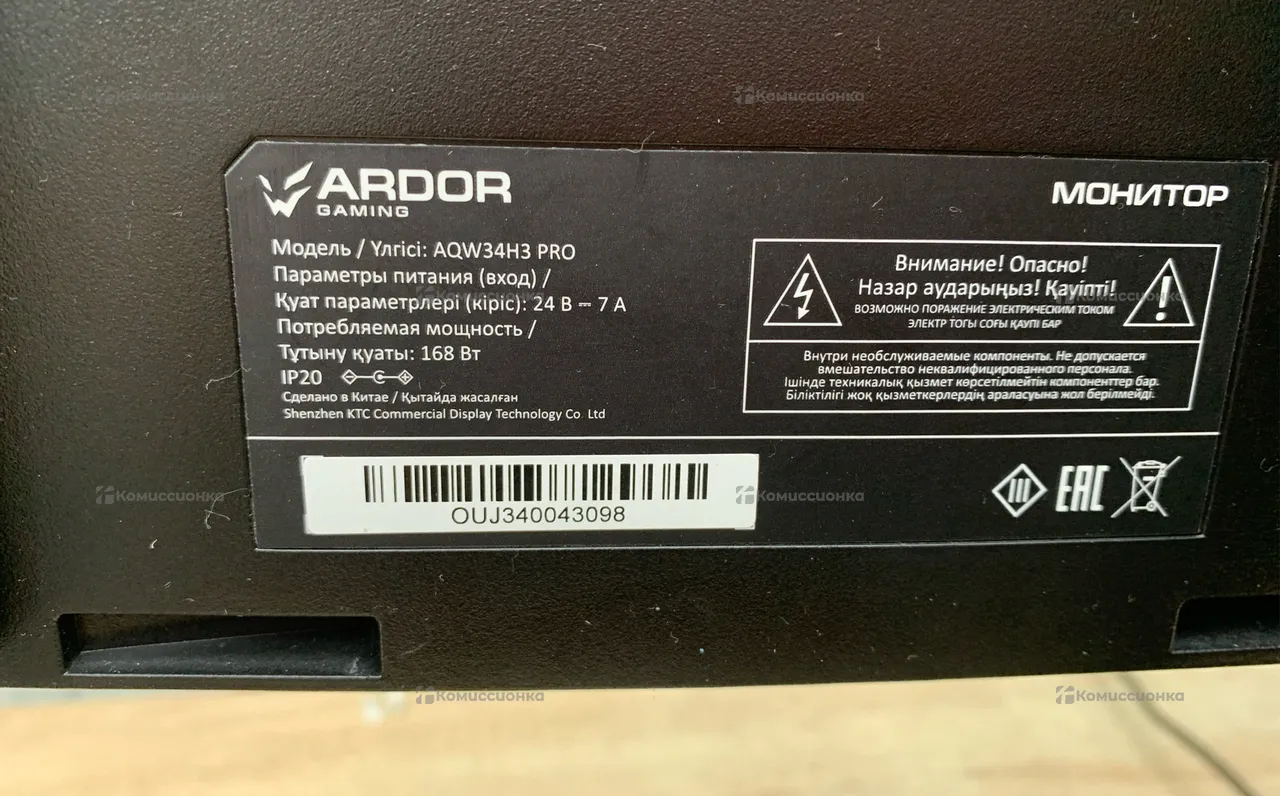 ARDOR
GAMING
МОНИТОР
Модель / Үлгісі: AQW34H3 PRO
Параметры питания (вход) /
Қуат параметрлері (кіріс): 24 В ⎓ 7 А
Потребляемая мощность /
Тұтыну қуаты: 168 Вт
IP20
Сделано в Китае / Қытайда жасалған
Shenzhen KTC Commercial Display Technology Co. Ltd
Внимание! Опасно!
Назар аударыңыз! Қауіпті!
ВОЗМОЖНО ПОРАЖЕНИЕ ЭЛЕКТРИЧЕСКИМ ТОКОМ
ЭЛЕКТР ТОГЫ СОҒЫ ҚАУПІ БАР
Внутри необслуживаемые компоненты. Не допускается
вмешательство неквалифицированного персонала.
Ішінде техникалық қызмет көрсетілмейтін компоненттер бар.
Біліктілігі жоқ қызметкерлердің араласуына жол берілмейді.
OUJ340043098
EAC
Комиссионка
Комиссионка
Комиссионка
Комиссионка
Комиссионка
Комиссионка
Комиссионка
Комиссионка